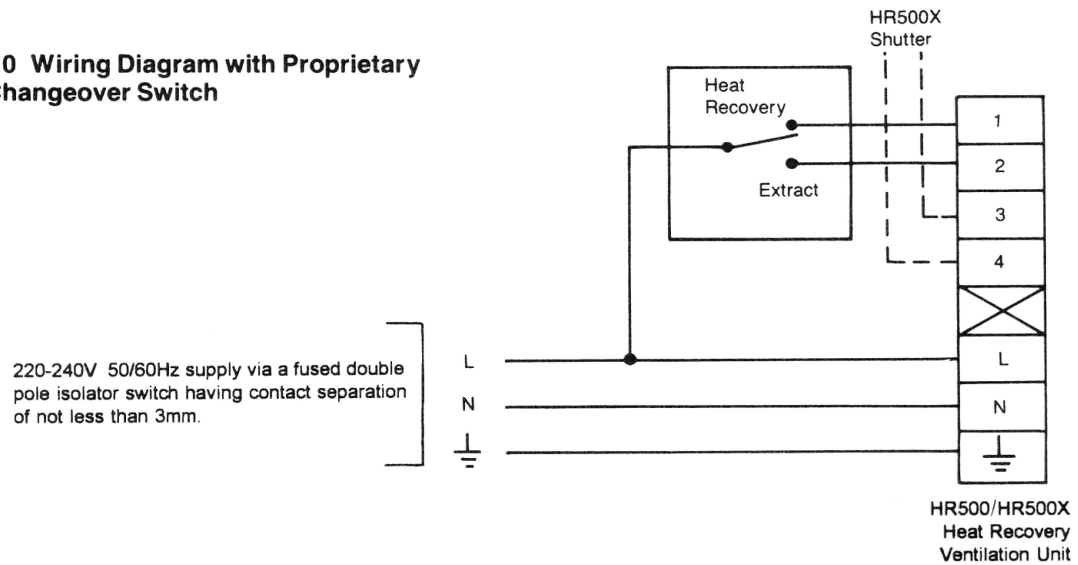 0 Wiring Diagram with Proprietary
hangeover Switch
HR500X
Shutter
Heat
Recovery
Extract
1
2
3
4
L
N
220-240V 50/60Hz supply via a fused double
pole isolator switch having contact separation
of not less than 3mm.
L
N
HR500/HR500X
Heat Recovery
Ventilation Unit